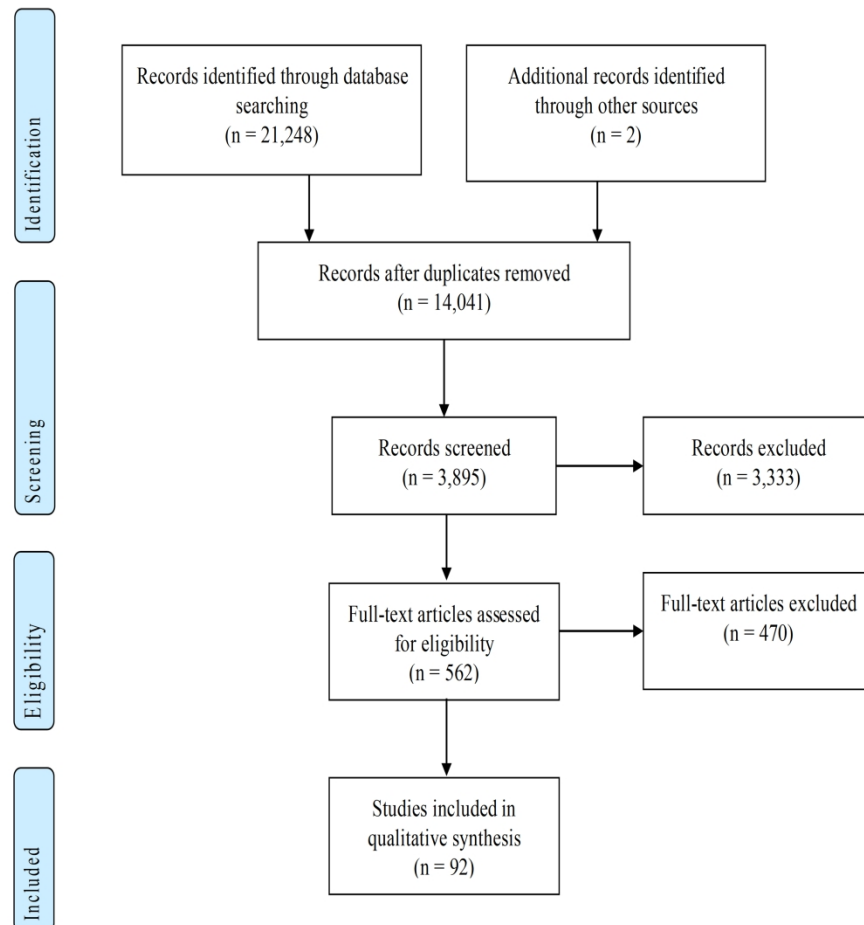 Identification
Records identified through database
searching
(n = 21,248)
Additional records identified
through other sources
(n = 2)
Records after duplicates removed
(n = 14,041)
Screening
Records screened
(n = 3,895)
Records excluded
(n = 3,333)
Eligibility
Full-text articles assessed
for eligibility
(n = 562)
Full-text articles excluded
(n = 470)
Included
Studies included in
qualitative synthesis
(n = 92)